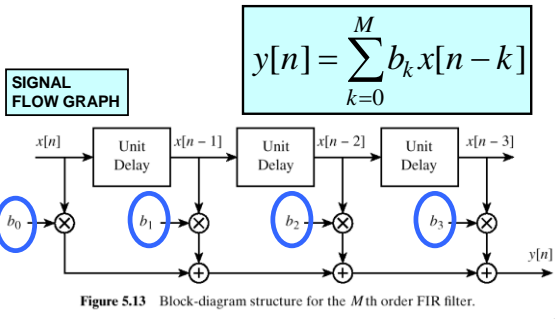 y[n] = \sum_{k=0}^{M} b_k x[n − k]
SIGNAL
FLOW GRAPH
x[n] Unit Delay x[n − 1] Unit Delay x[n − 2] Unit Delay x[n − 3]
b₀ ⊗ b₁ ⊗ b₂ ⊗ b₃ ⊗
+ + + y[n]
Figure 5.13 Block-diagram structure for the Mth order FIR filter.